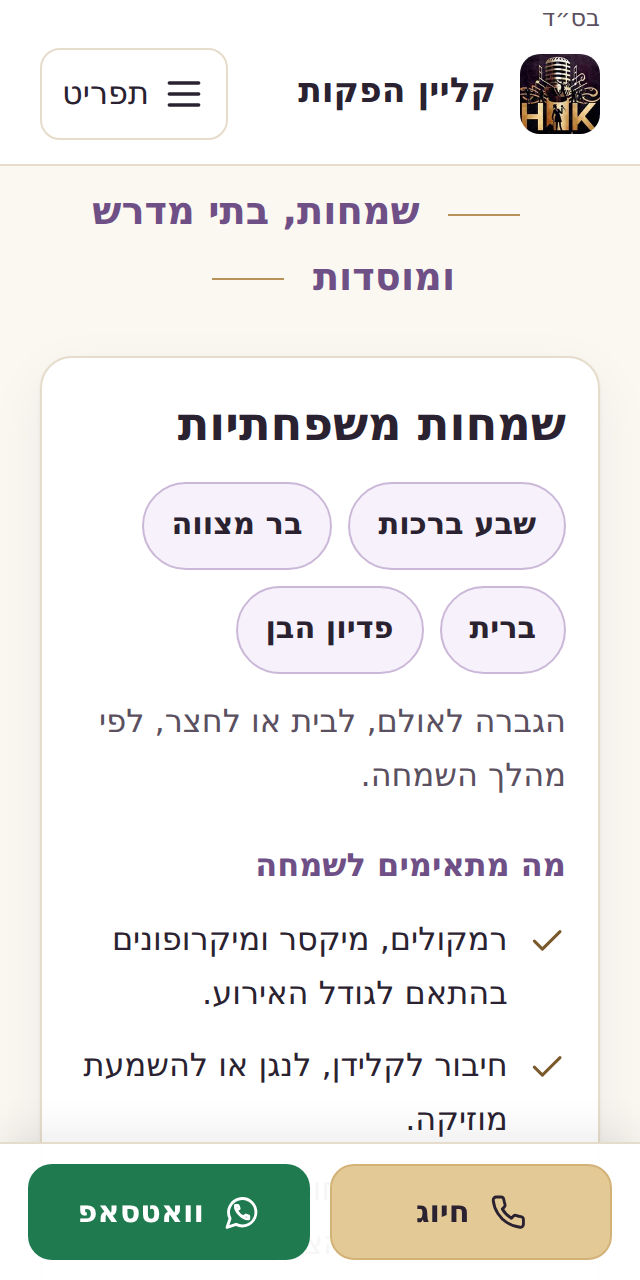 בס״ד
קליין הפקות
HK
תפריט
שמחות, בתי מדרש
ומוסדות
שמחות משפחתיות
שבע ברכות
בר מצווה
ברית
פדיון הבן
הגברה לאולם, לבית או לחצר, לפי
מהלך השמחה.
מה מתאימים לשמחה
רמקולים, מיקסר ומיקרופונים
בהתאם לגודל האירוע.
חיבור לקלידן, לנגן או להשמעת
מוזיקה.
חיוג
וואטסאפ